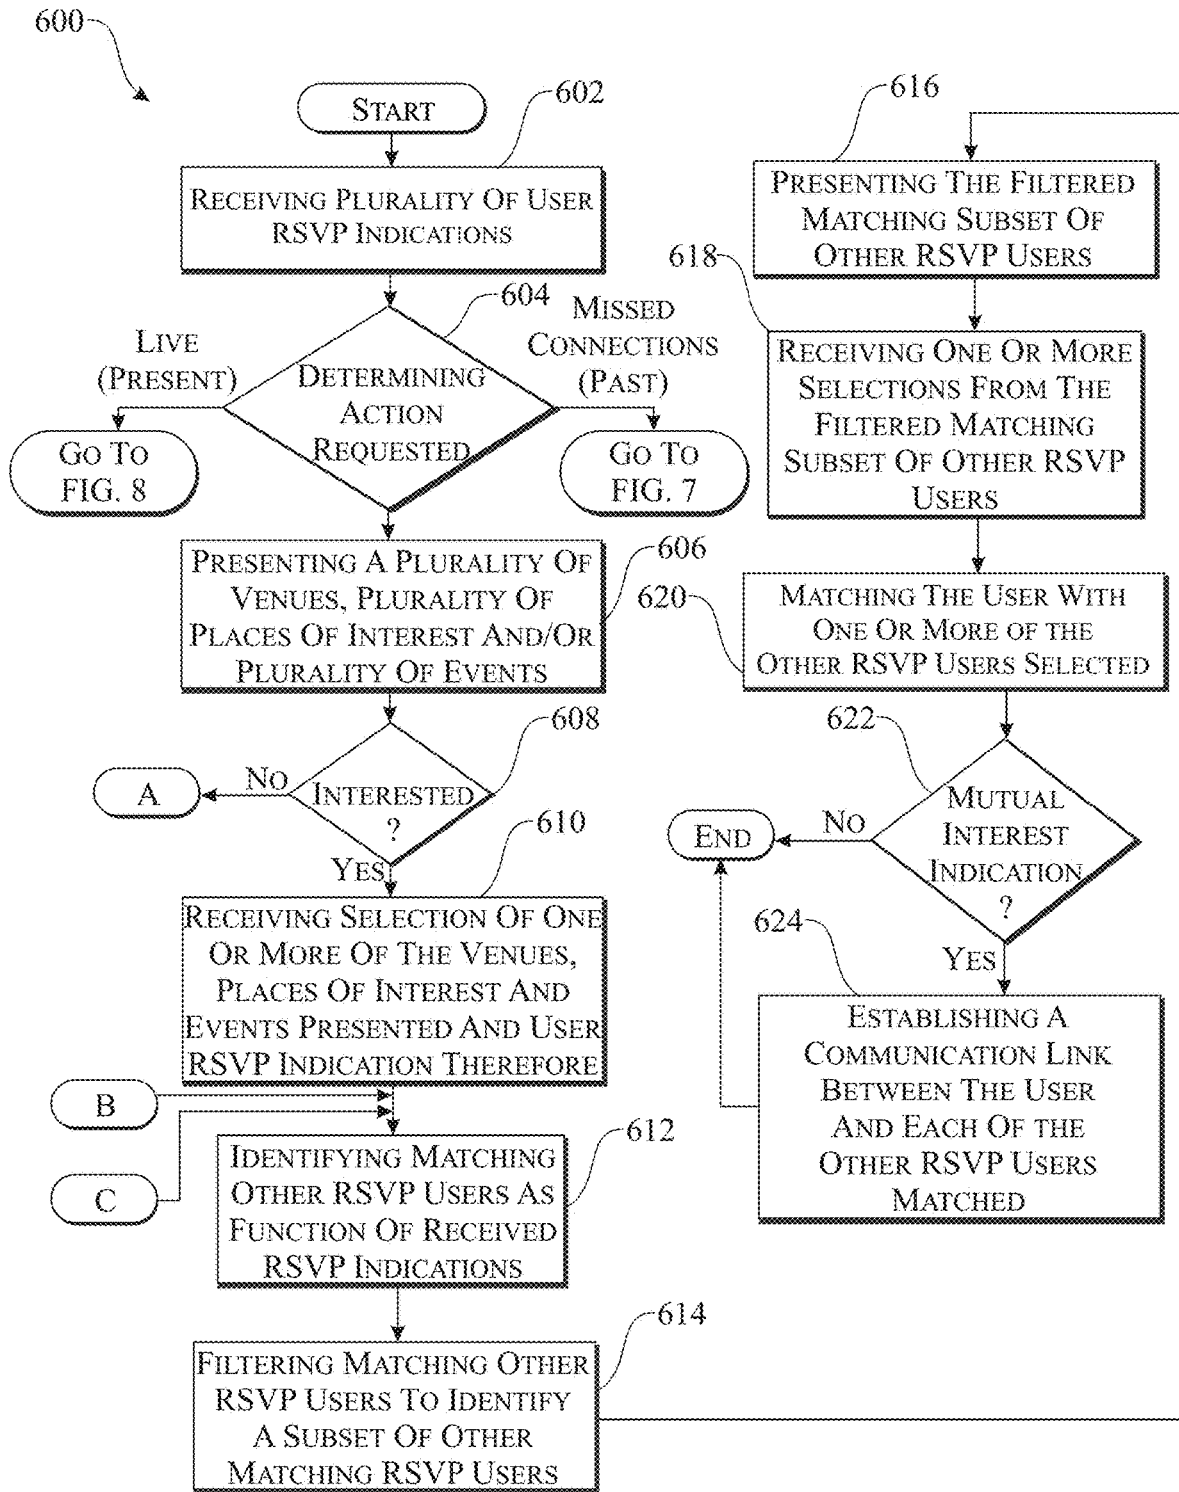 600
START
602
RECEIVING PLURALITY OF USER
RSVP INDICATIONS
604
LIVE
(PRESENT)
MISSED
CONNECTIONS
(PAST)
DETERMINING
ACTION
REQUESTED
GO TO
FIG. 8
GO TO
FIG. 7
606
PRESENTING A PLURALITY OF
VENUES, PLURALITY OF
PLACES OF INTEREST AND/OR
PLURALITY OF EVENTS
608
A
NO
INTERESTED
?
YES
610
RECEIVING SELECTION OF ONE
OR MORE OF THE VENUES,
PLACES OF INTEREST AND
EVENTS PRESENTED AND USER
RSVP INDICATION THEREFORE
B
C
612
IDENTIFYING MATCHING
OTHER RSVP USERS AS
FUNCTION OF RECEIVED
RSVP INDICATIONS
614
FILTERING MATCHING OTHER
RSVP USERS TO IDENTIFY
A SUBSET OF OTHER
MATCHING RSVP USERS
616
PRESENTING THE FILTERED
MATCHING SUBSET OF
OTHER RSVP USERS
618
RECEIVING ONE OR MORE
SELECTIONS FROM THE
FILTERED MATCHING
SUBSET OF OTHER RSVP
USERS
620
MATCHING THE USER WITH
ONE OR MORE OF THE
OTHER RSVP USERS SELECTED
622
END
NO
MUTUAL
INTEREST
INDICATION
?
YES
624
ESTABLISHING A
COMMUNICATION LINK
BETWEEN THE USER
AND EACH OF THE
OTHER RSVP USERS
MATCHED